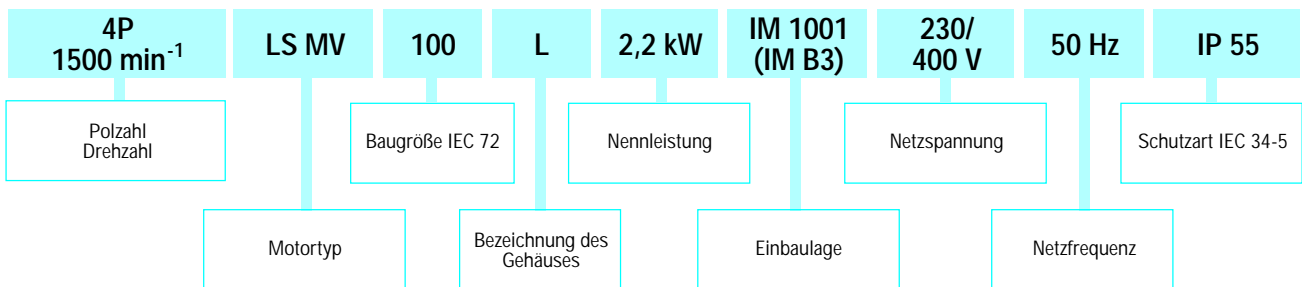 4P
1500 min⁻¹
LS MV
100
L
2,2 kW
IM 1001
(IM B3)
230/
400 V
50 Hz
IP 55
Polzahl
Drehzahl
Baugröße IEC 72
Nennleistung
Netzspannung
Schutzart IEC 34-5
Motortyp
Bezeichnung des
Gehäuses
Einbaulage
Netzfrequenz